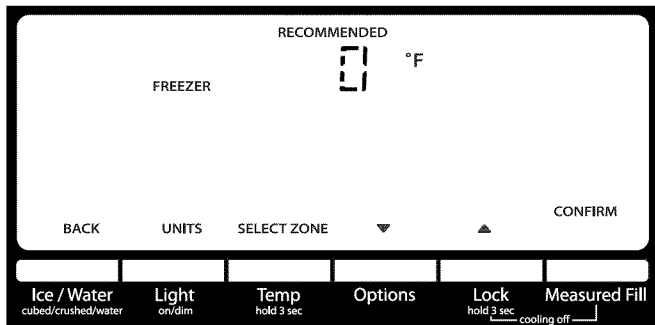 RECOMMENDED
FREEZER 0 °F
CONFIRM
BACK UNITS SELECT ZONE ▼ ▲
Ice / Water Light Temp Options Lock Measured Fill
cubed/crushed/water on/dim hold 3 sec hold 3 sec
cooling off